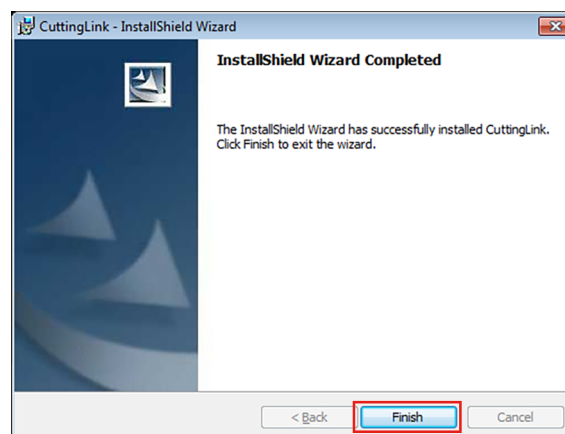 CuttingLink - InstallShield Wizard
InstallShield Wizard Completed
The InstallShield Wizard has successfully installed CuttingLink.
Click Finish to exit the wizard.
< Back Finish Cancel